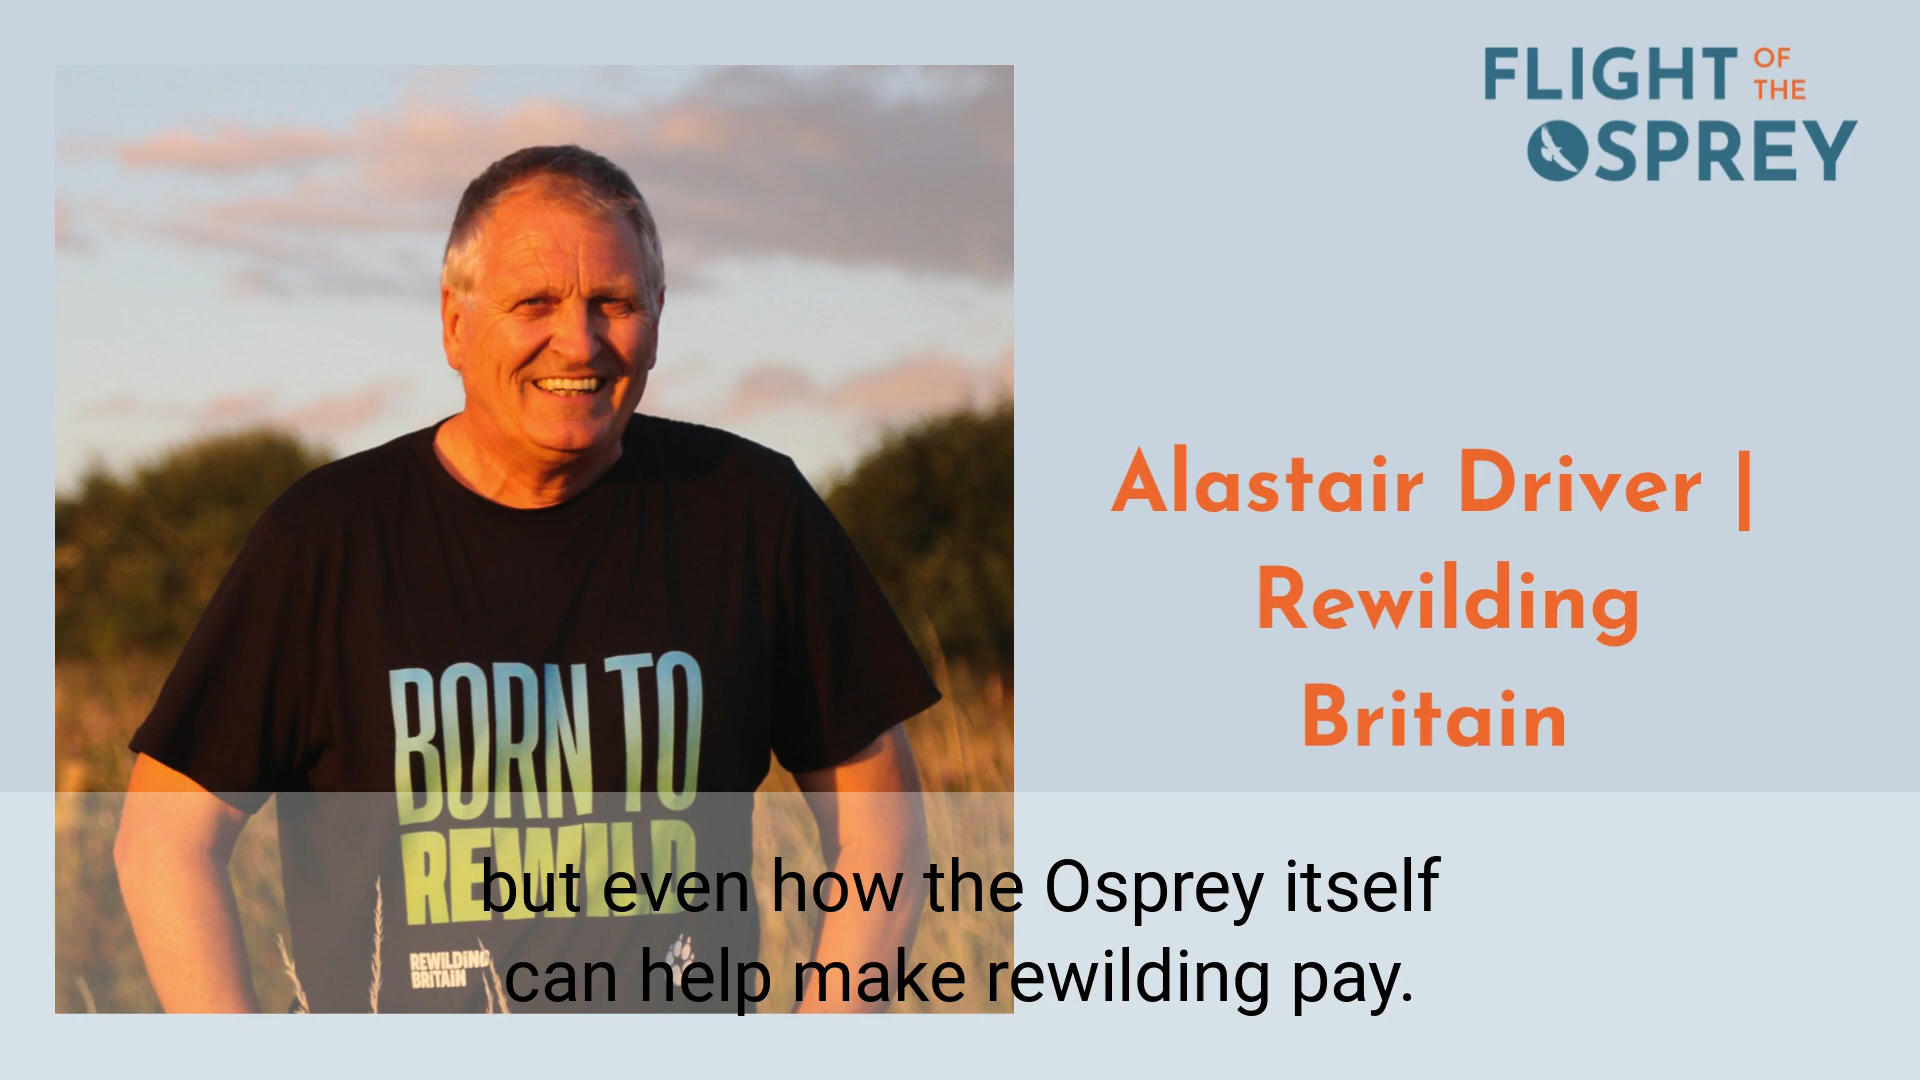 FLIGHT OF THE
OSPREY
Alastair Driver |
Rewilding
Britain
BORN TO
REWILD
REWILDING
BRITAIN
but even how the Osprey itself
can help make rewilding pay.